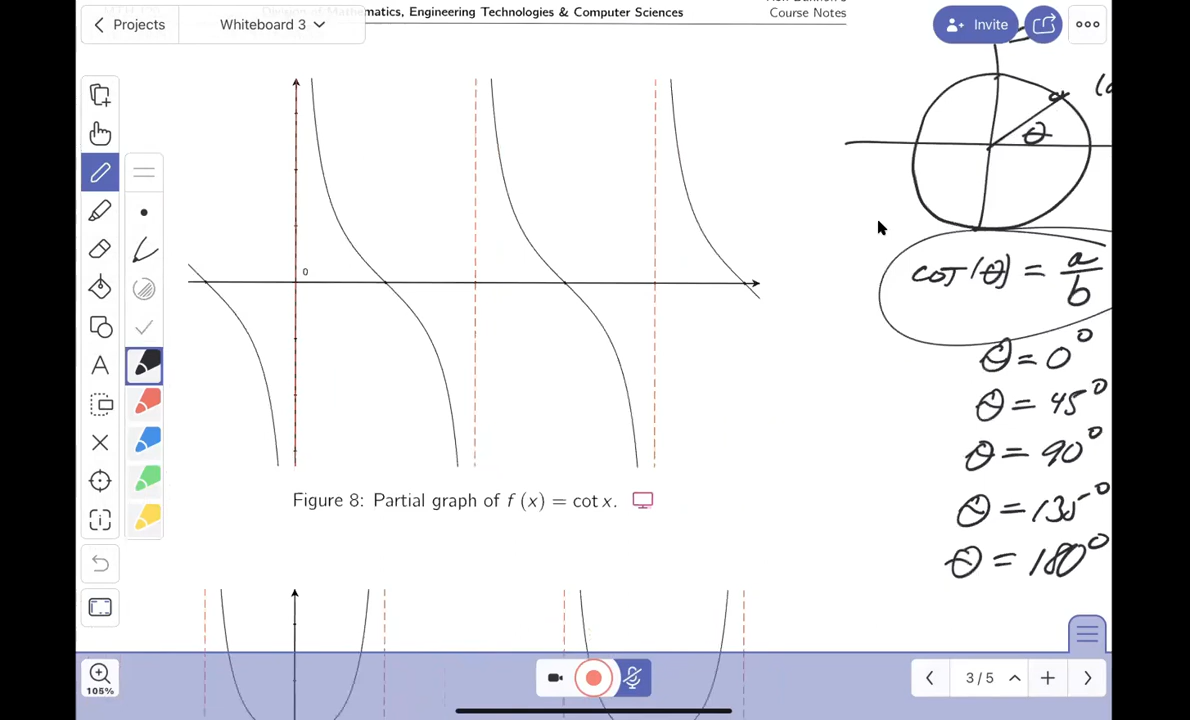 Projects
Whiteboard 3
matics, Engineering Technologies & Computer Sciences
Course Notes
Invite
θ
0
cot(θ) = a/b
θ = 0°
θ = 45°
θ = 90°
θ = 135°
θ = 180°
Figure 8: Partial graph of f (x) = cot x.
A
105%
3 / 5